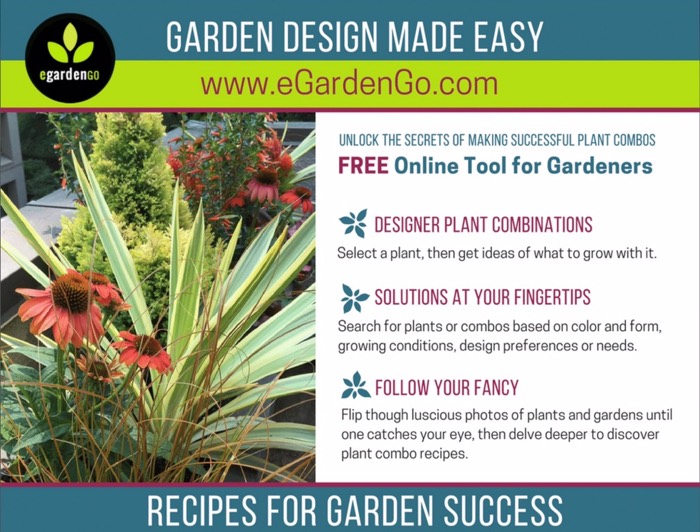 GARDEN DESIGN MADE EASY
egardenGO
www.eGardenGo.com
UNLOCK THE SECRETS OF MAKING SUCCESSFUL PLANT COMBOS
FREE Online Tool for Gardeners
DESIGNER PLANT COMBINATIONS
Select a plant, then get ideas of what to grow with it.
SOLUTIONS AT YOUR FINGERTIPS
Search for plants or combos based on color and form,
growing conditions, design preferences or needs.
FOLLOW YOUR FANCY
Flip though luscious photos of plants and gardens until
one catches your eye, then delve deeper to discover
plant combo recipes.
RECIPES FOR GARDEN SUCCESS